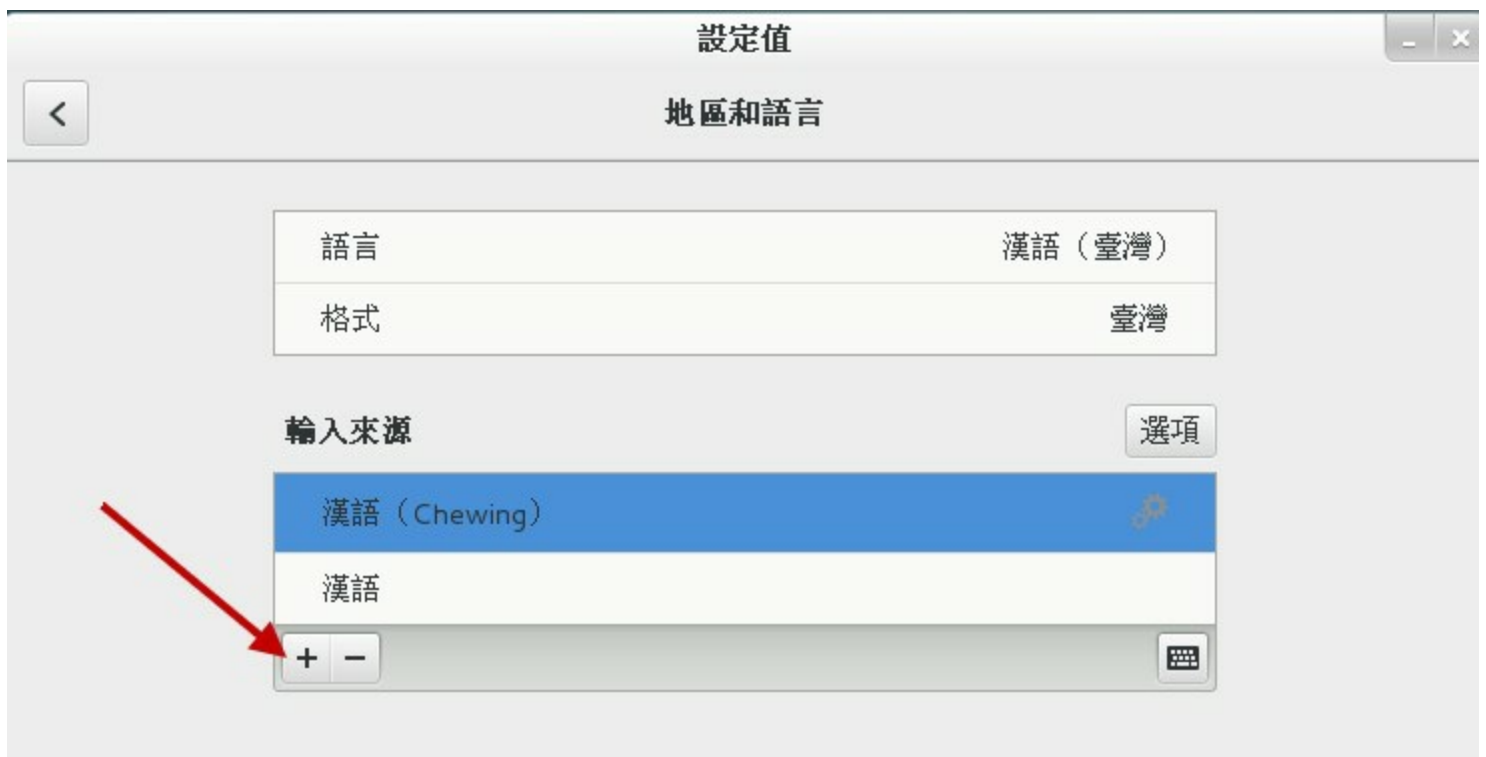 設定值
地區和語言
語言 漢語（臺灣）
格式 臺灣
輸入來源 選項
漢語（Chewing）
漢語
+ −